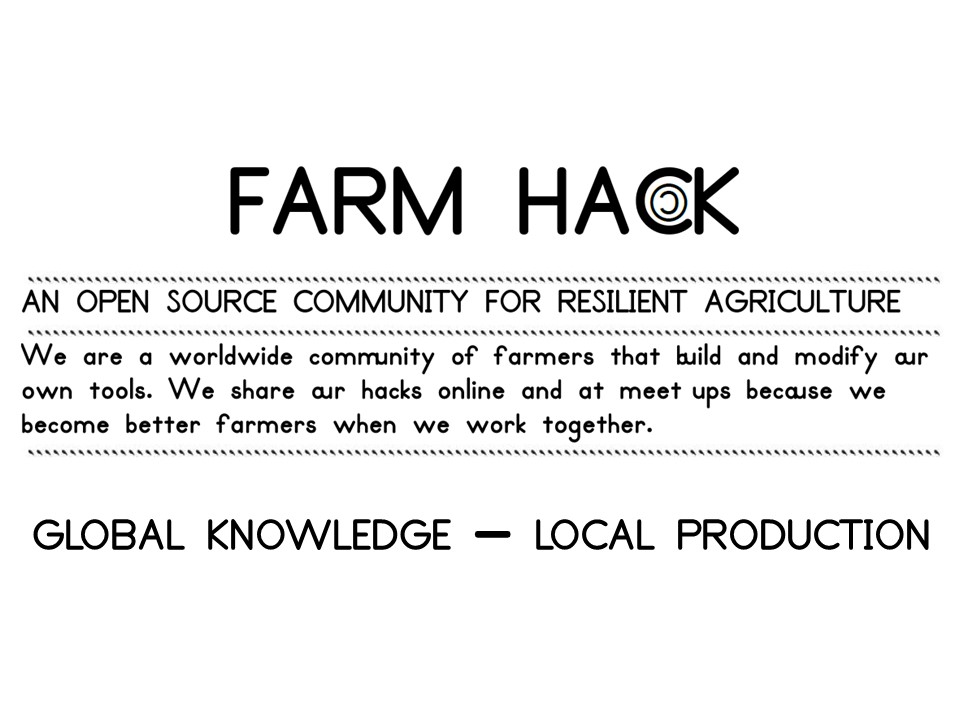 FARM HACK
AN OPEN SOURCE COMMUNITY FOR RESILIENT AGRICULTURE
We are a worldwide community of farmers that build and modify our
own tools. We share our hacks online and at meet ups because we
become better farmers when we work together.
GLOBAL KNOWLEDGE – LOCAL PRODUCTION